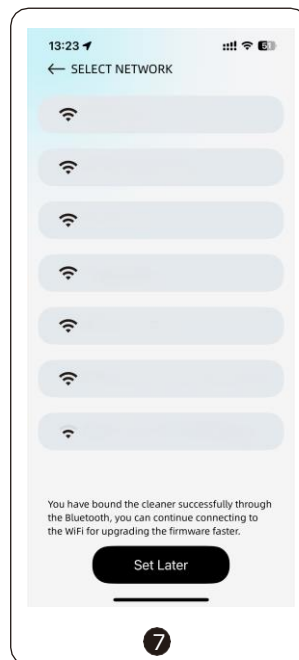 13:23
← SELECT NETWORK
You have bound the cleaner successfully through
the Bluetooth, you can continue connecting to
the WiFi for upgrading the firmware faster.
Set Later
7